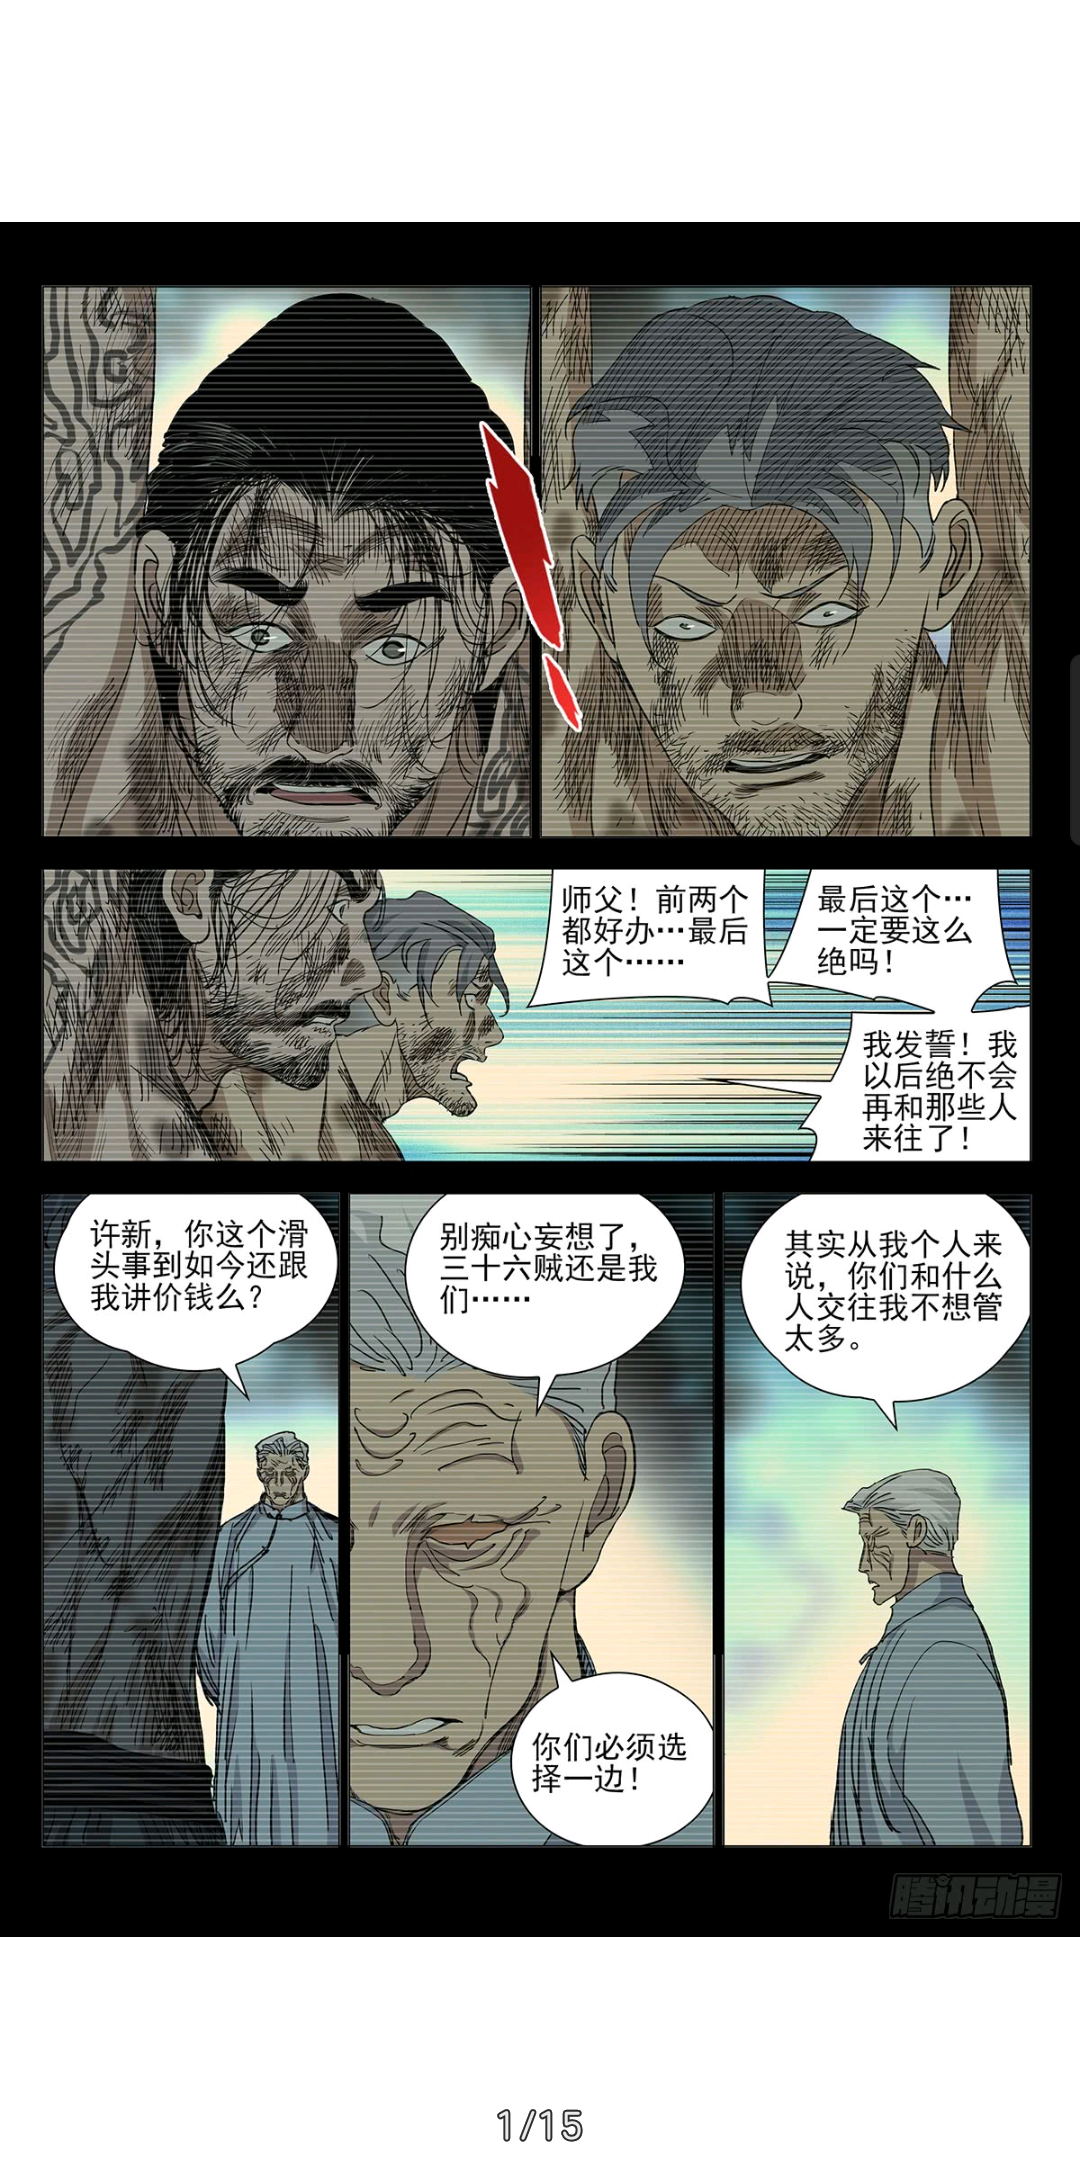 师父！前两个
都好办…最后
这个……
最后这个…
一定要这么
绝吗！
我发誓！我
以后绝不会
再和那些人
来往了！
许新，你这个滑
头事到如今还跟
我讲价钱么？
别痴心妄想了，
三十六贼还是我
们……
你们必须选
择一边！
其实从我个人来
说，你们和什么
人交往我不想管
太多。
腾讯动漫
1/15